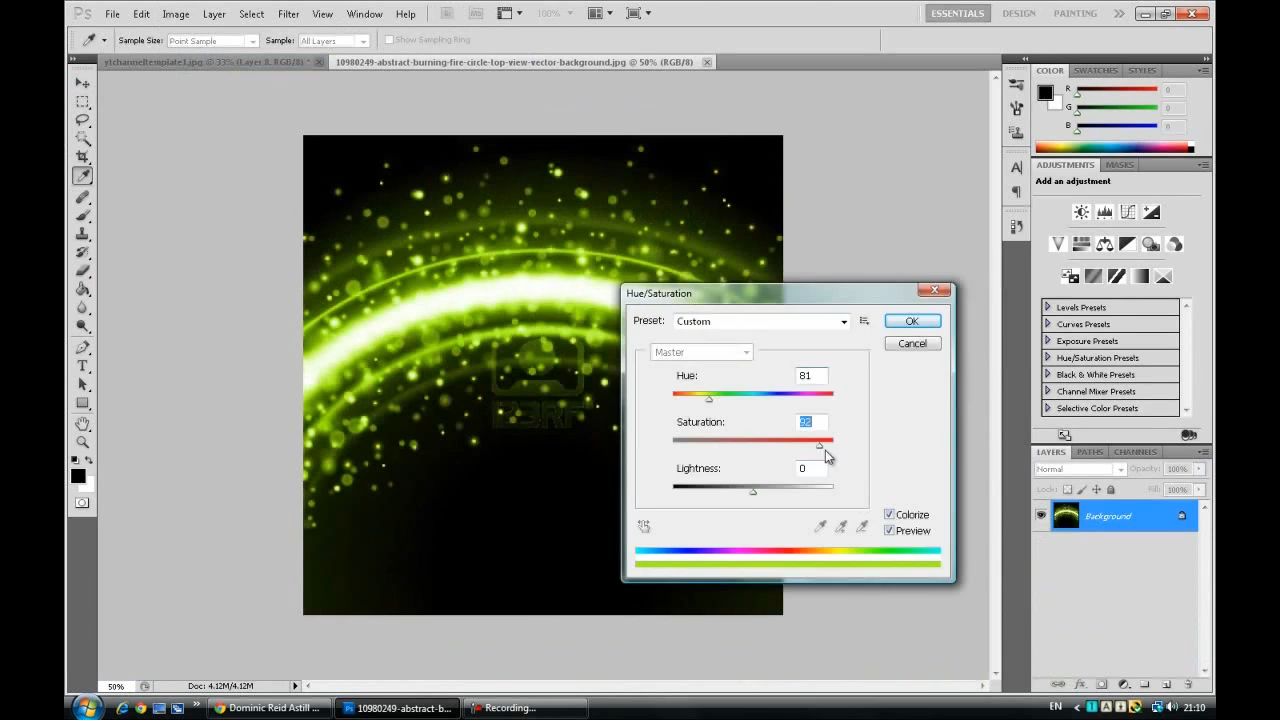 Ps File Edit Image Layer Select Filter View Window Help Br Mb 100% ESSENTIALS DESIGN PAINTING
Sample Size: Point Sample Sample: All Layers Show Sampling Ring
ytchanneltemplate1.jpg @ 33% (Layer 8, RGB/8) * 10980249-abstract-burning-fire-circle-top-view-vector-background.jpg @ 50% (RGB/8)
COLOR SWATCHES STYLES
R 0
G 0
B 0
ADJUSTMENTS MASKS
Add an adjustment
Levels Presets
Curves Presets
Exposure Presets
Hue/Saturation Presets
Black & White Presets
Channel Mixer Presets
Selective Color Presets
LAYERS PATHS CHANNELS
Normal Opacity: 100%
Lock: Fill: 100%
Background
Hue/Saturation
Preset: Custom OK
Cancel
Master
Hue: 81
Saturation: 92
Lightness: 0
Colorize
Preview
123RF
50% Doc: 4.12M/4.12M
Dominic Reid Astill ... 10980249-abstract-b... Recording... EN 21:10